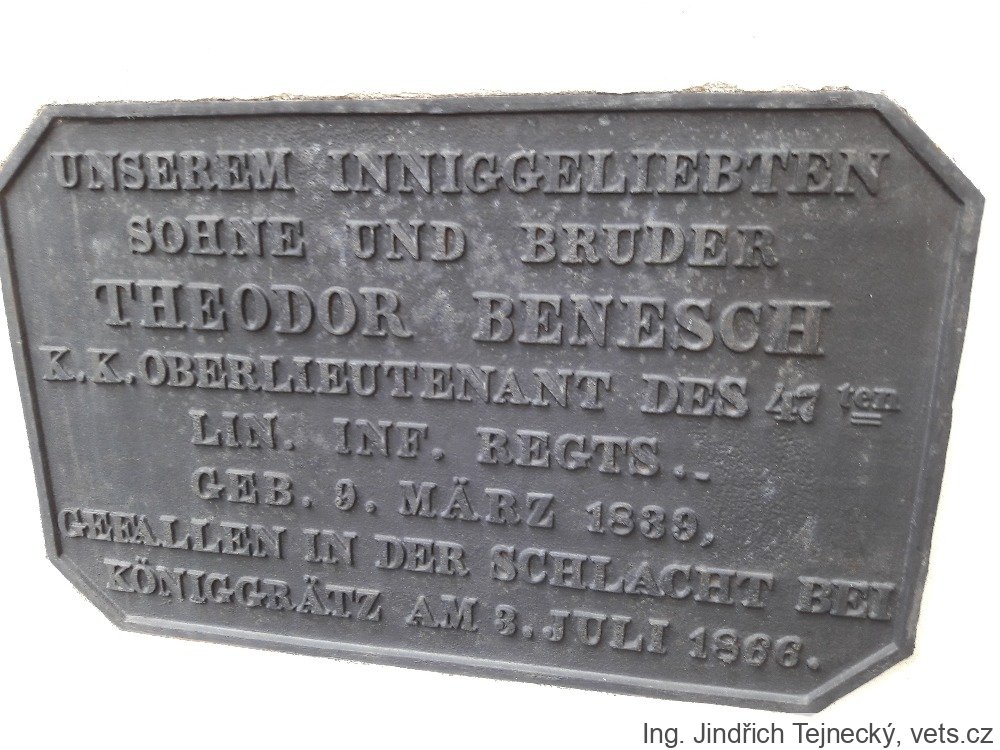 UNSEREM INNIGGELIEBTEN
SOHNE UND BRUDER
THEODOR BENESCH
K.K. OBERLIEUTENANT DES 47ten
LIN. INF. REGTS..-
GEB. 9. MÄRZ 1839,
GEFALLEN IN DER SCHLACHT BEI
KÖNIGGRÄTZ AM 3. JULI 1866.
Ing. Jindřich Tejnecký, vets.cz